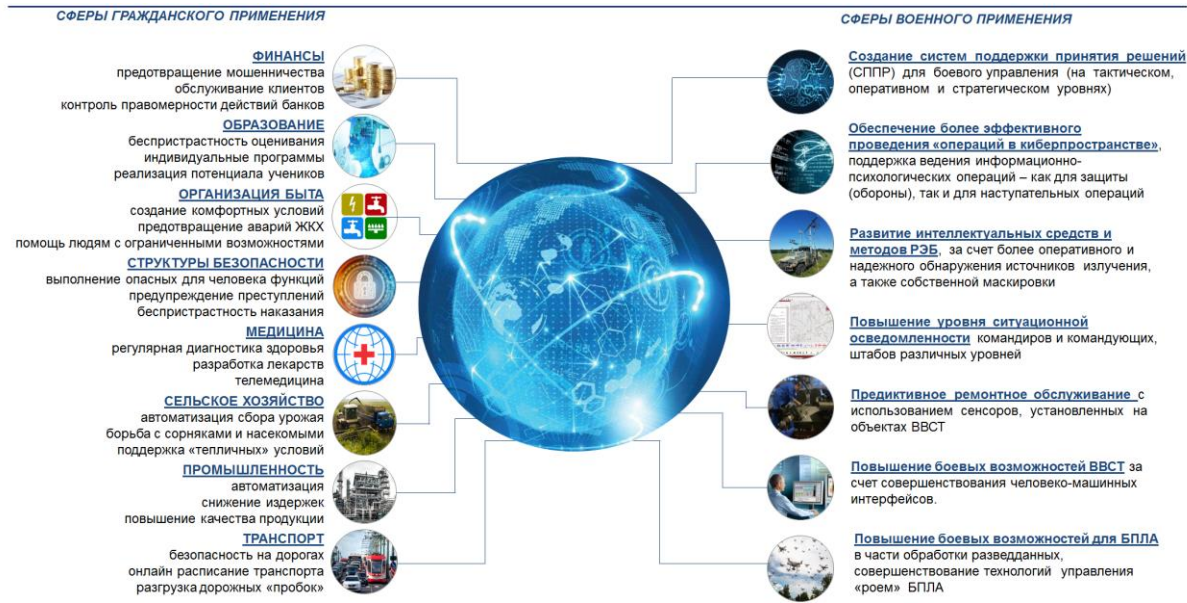 СФЕРЫ ГРАЖДАНСКОГО ПРИМЕНЕНИЯ
ФИНАНСЫ
предотвращение мошенничества
обслуживание клиентов
контроль правомерности действий банков
ОБРАЗОВАНИЕ
беспристрастность оценивания
индивидуальные программы
реализация потенциала учеников
ОРГАНИЗАЦИЯ БЫТА
создание комфортных условий
предотвращение аварий ЖКХ
помощь людям с ограниченными возможностями
СТРУКТУРЫ БЕЗОПАСНОСТИ
выполнение опасных для человека функций
предупреждение преступлений
беспристрастность наказания
МЕДИЦИНА
регулярная диагностика здоровья
разработка лекарств
телемедицина
СЕЛЬСКОЕ ХОЗЯЙСТВО
автоматизация сбора урожая
борьба с сорняками и насекомыми
поддержка «тепличных» условий
ПРОМЫШЛЕННОСТЬ
автоматизация
снижение издержек
повышение качества продукции
ТРАНСПОРТ
безопасность на дорогах
онлайн расписание транспорта
разгрузка дорожных «пробок»
СФЕРЫ ВОЕННОГО ПРИМЕНЕНИЯ
Создание систем поддержки принятия решений
(СППР) для боевого управления (на тактическом,
оперативном и стратегическом уровнях)
Обеспечение более эффективного
проведения «операций в киберпространстве»,
поддержка ведения информационно-
психологических операций – как для защиты
(обороны), так и для наступательных операций
Развитие интеллектуальных средств и
методов РЭБ, за счет более оперативного и
надежного обнаружения источников излучения,
а также собственной маскировки
Повышение уровня ситуационной
осведомленности командиров и командующих,
штабов различных уровней
Предиктивное ремонтное обслуживание с
использованием сенсоров, установленных на
объектах ВВСТ
Повышение боевых возможностей ВВСТ за
счет совершенствования человеко-машинных
интерфейсов.
Повышение боевых возможностей для БПЛА
в части обработки разведданных,
совершенствование технологий управления
«роем» БПЛА